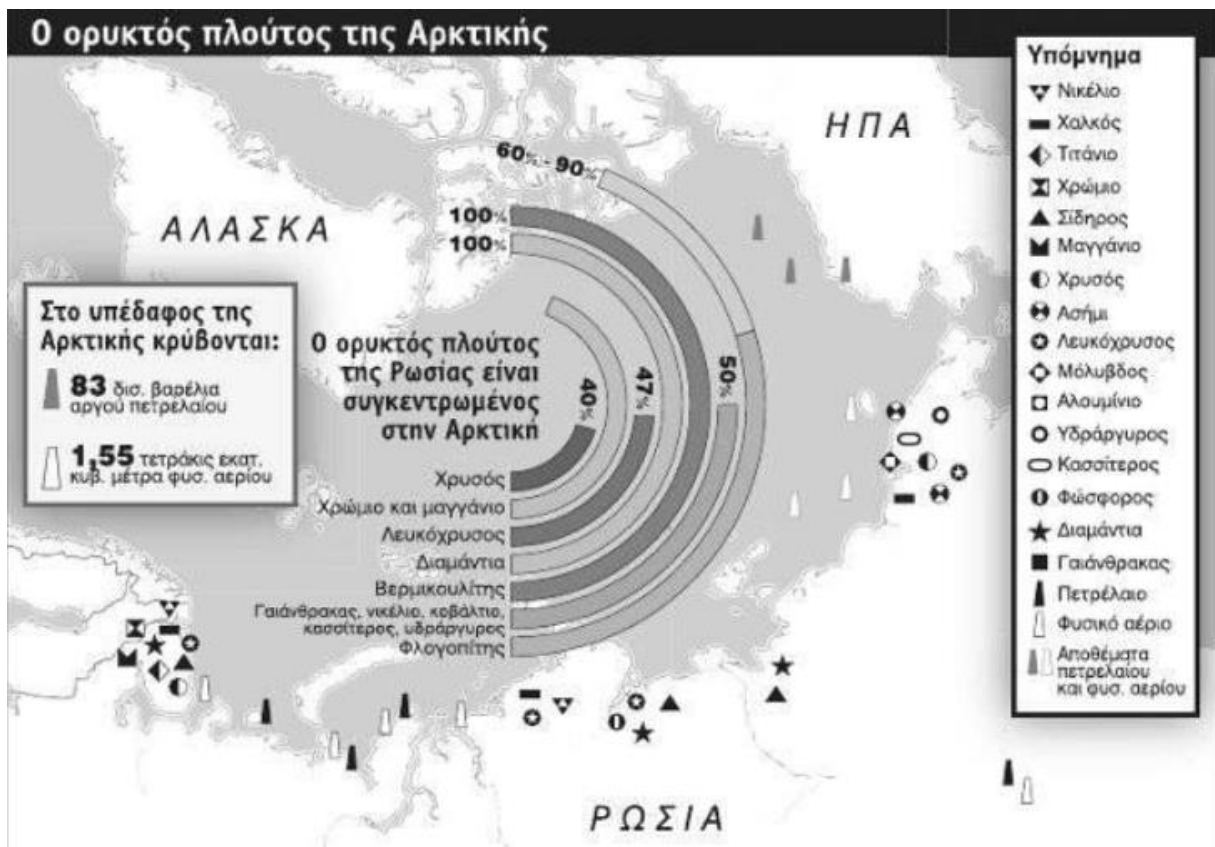 Ο ορυκτός πλούτος της Αρκτικής
ΑΛΑΣΚΑ
ΗΠΑ
60% - 90%
100%
100%
50%
47%
40%
Στο υπέδαφος της
Αρκτικής κρύβονται:
83 δισ. βαρέλια
αργού πετρελαίου
1,55 τετράκις εκατ.
κυβ. μέτρα φυσ. αερίου
Ο ορυκτός πλούτος
της Ρωσίας είναι
συγκεντρωμένος
στην Αρκτική
Χρυσός
Χρώμιο και μαγγάνιο
Λευκόχρυσος
Διαμάντια
Βερμικουλίτης
Γαιάνθρακας, νικέλιο, κοβάλτιο,
κασσίτερος, υδράργυρος
Φλογοπίτης
ΡΩΣΙΑ
Υπόμνημα
Νικέλιο
Χαλκός
Τιτάνιο
Χρώμιο
Σίδηρος
Μαγγάνιο
Χρυσός
Ασήμι
Λευκόχρυσος
Μόλυβδος
Αλουμίνιο
Υδράργυρος
Κασσίτερος
Φώσφορος
Διαμάντια
Γαιάνθρακας
Πετρέλαιο
Φυσικό αέριο
Αποθέματα
πετρελαίου
και φυσ. αερίου